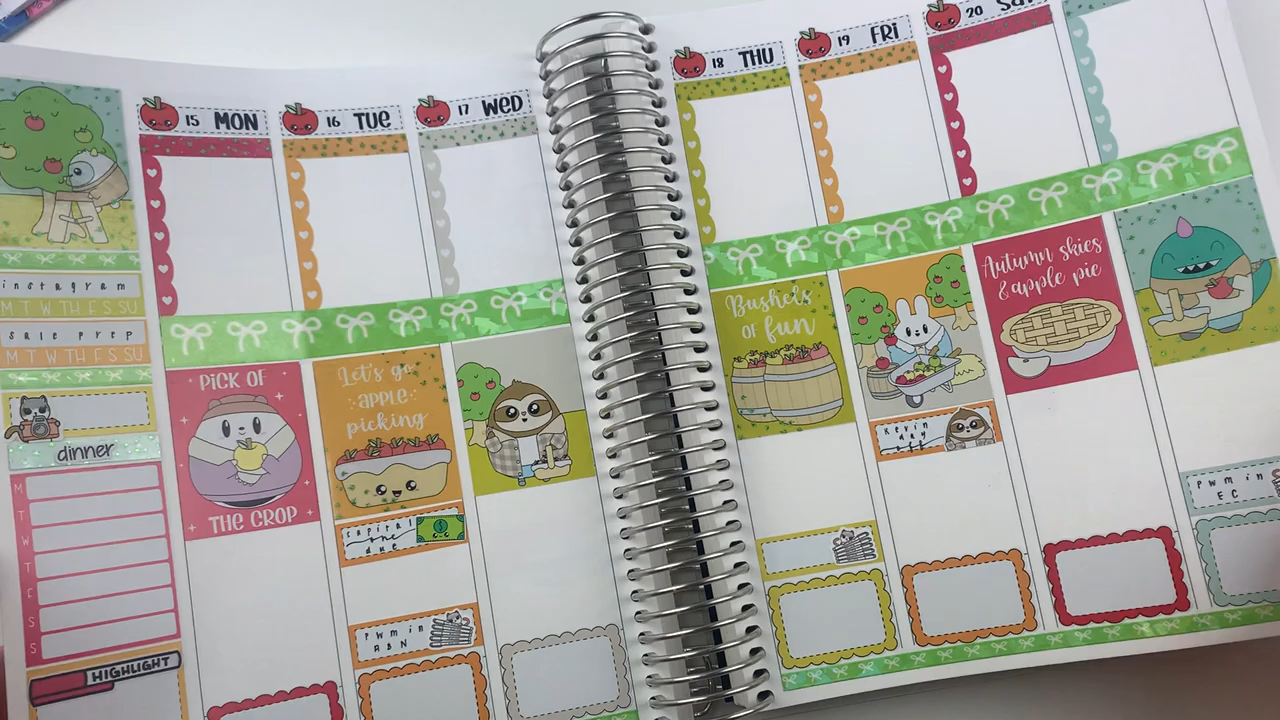 15 MON
16 TUE
17 WED
18 THU
19 FRI
20 SAT
instagram
M T W TH F S SU
sale prep
M T W TH F S SU
dinner
M
T
W
T
F
S
S
HIGHLIGHT
PiCK OF
THE CROP
Let's go
APPLE
picking
capital
one
due
PWM in
ABN
Bushels
of fun
Kevin
day
Autumn skies
& apple pie
PWM in
EC